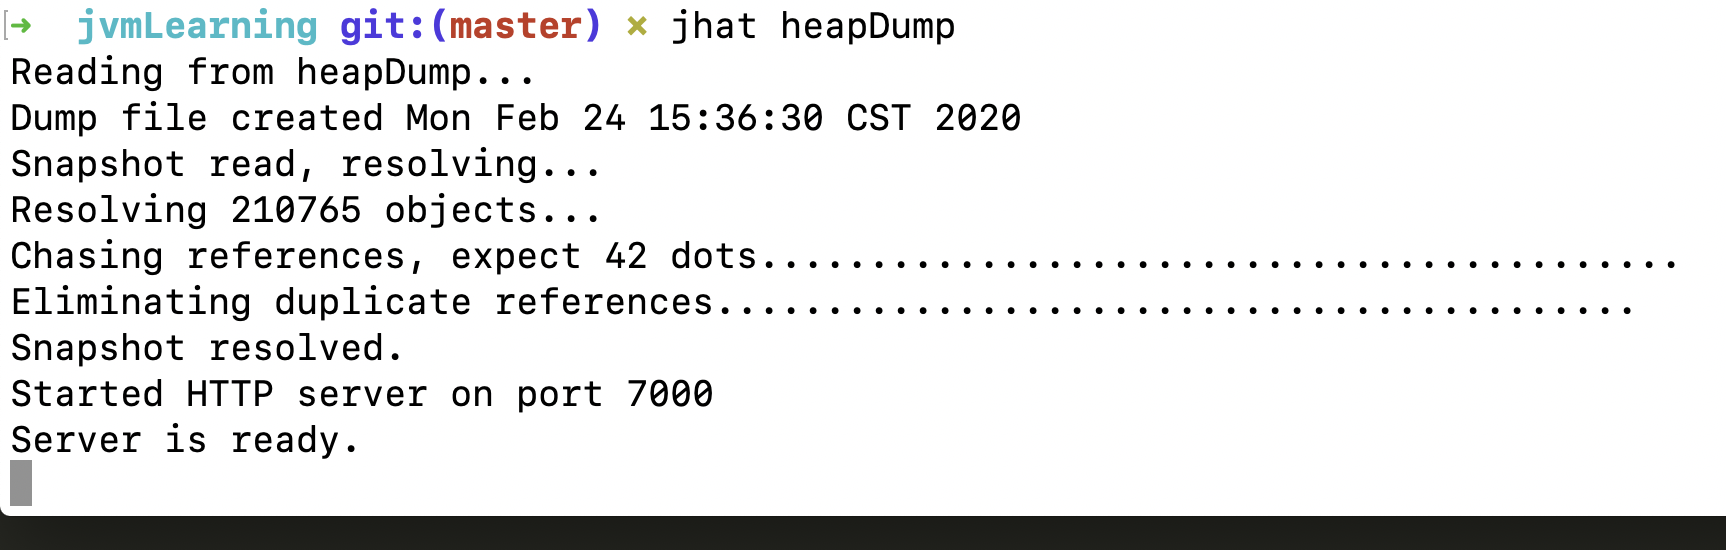 ➜ jvmLearning git:(master) ✗ jhat heapDump
Reading from heapDump...
Dump file created Mon Feb 24 15:36:30 CST 2020
Snapshot read, resolving...
Resolving 210765 objects...
Chasing references, expect 42 dots..........................................
Eliminating duplicate references..........................................
Snapshot resolved.
Started HTTP server on port 7000
Server is ready.